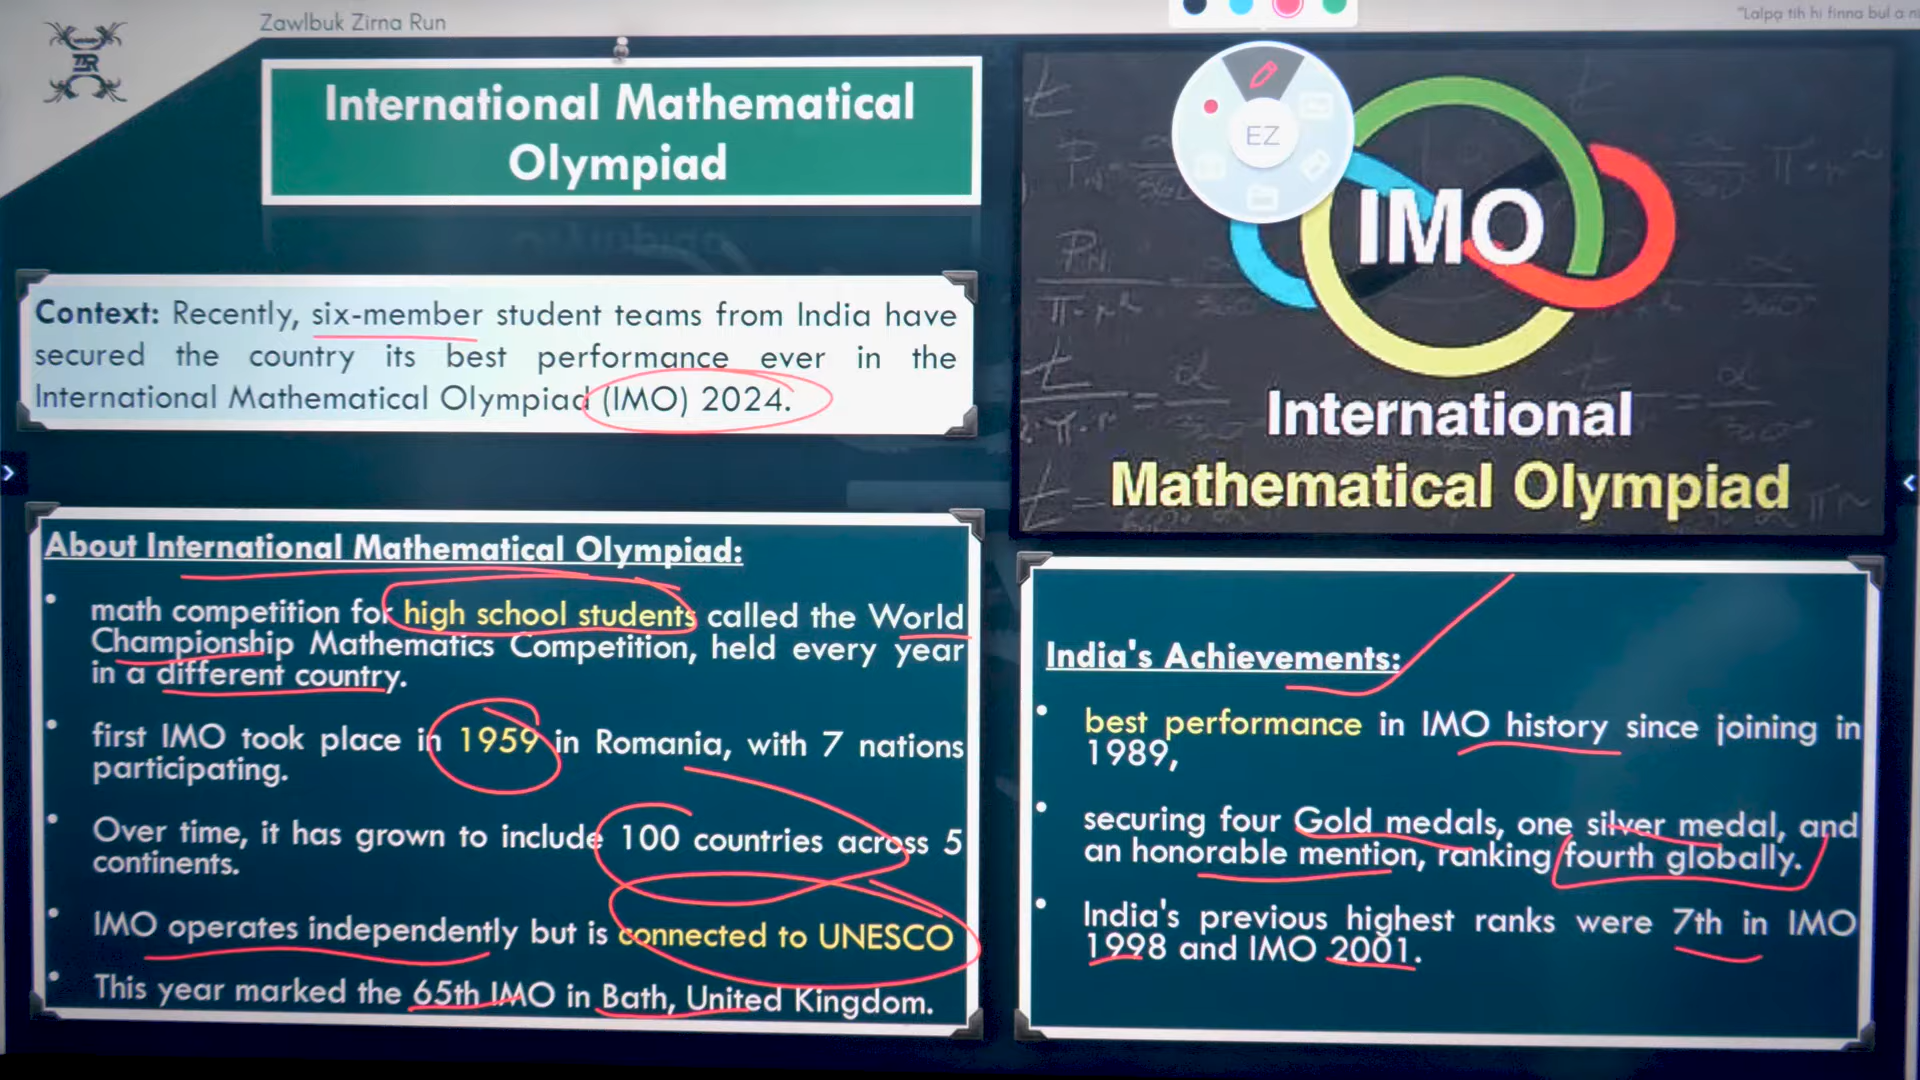 Zawlbuk Zirna Run
"Lalpa tih hi finna bul a ni
ZR
International Mathematical
Olympiad
EZ
IMO
International
Mathematical Olympiad
Context: Recently, six-member student teams from India have
secured the country its best performance ever in the
International Mathematical Olympiad (IMO) 2024.
About International Mathematical Olympiad:
• math competition for high school students called the World
Championship Mathematics Competition, held every year
in a different country.
• first IMO took place in 1959 in Romania, with 7 nations
participating.
• Over time, it has grown to include 100 countries across 5
continents.
• IMO operates independently but is connected to UNESCO
• This year marked the 65th IMO in Bath, United Kingdom.
India's Achievements:
• best performance in IMO history since joining in
1989,
• securing four Gold medals, one silver medal, and
an honorable mention, ranking fourth globally.
• India's previous highest ranks were 7th in IMO
1998 and IMO 2001.